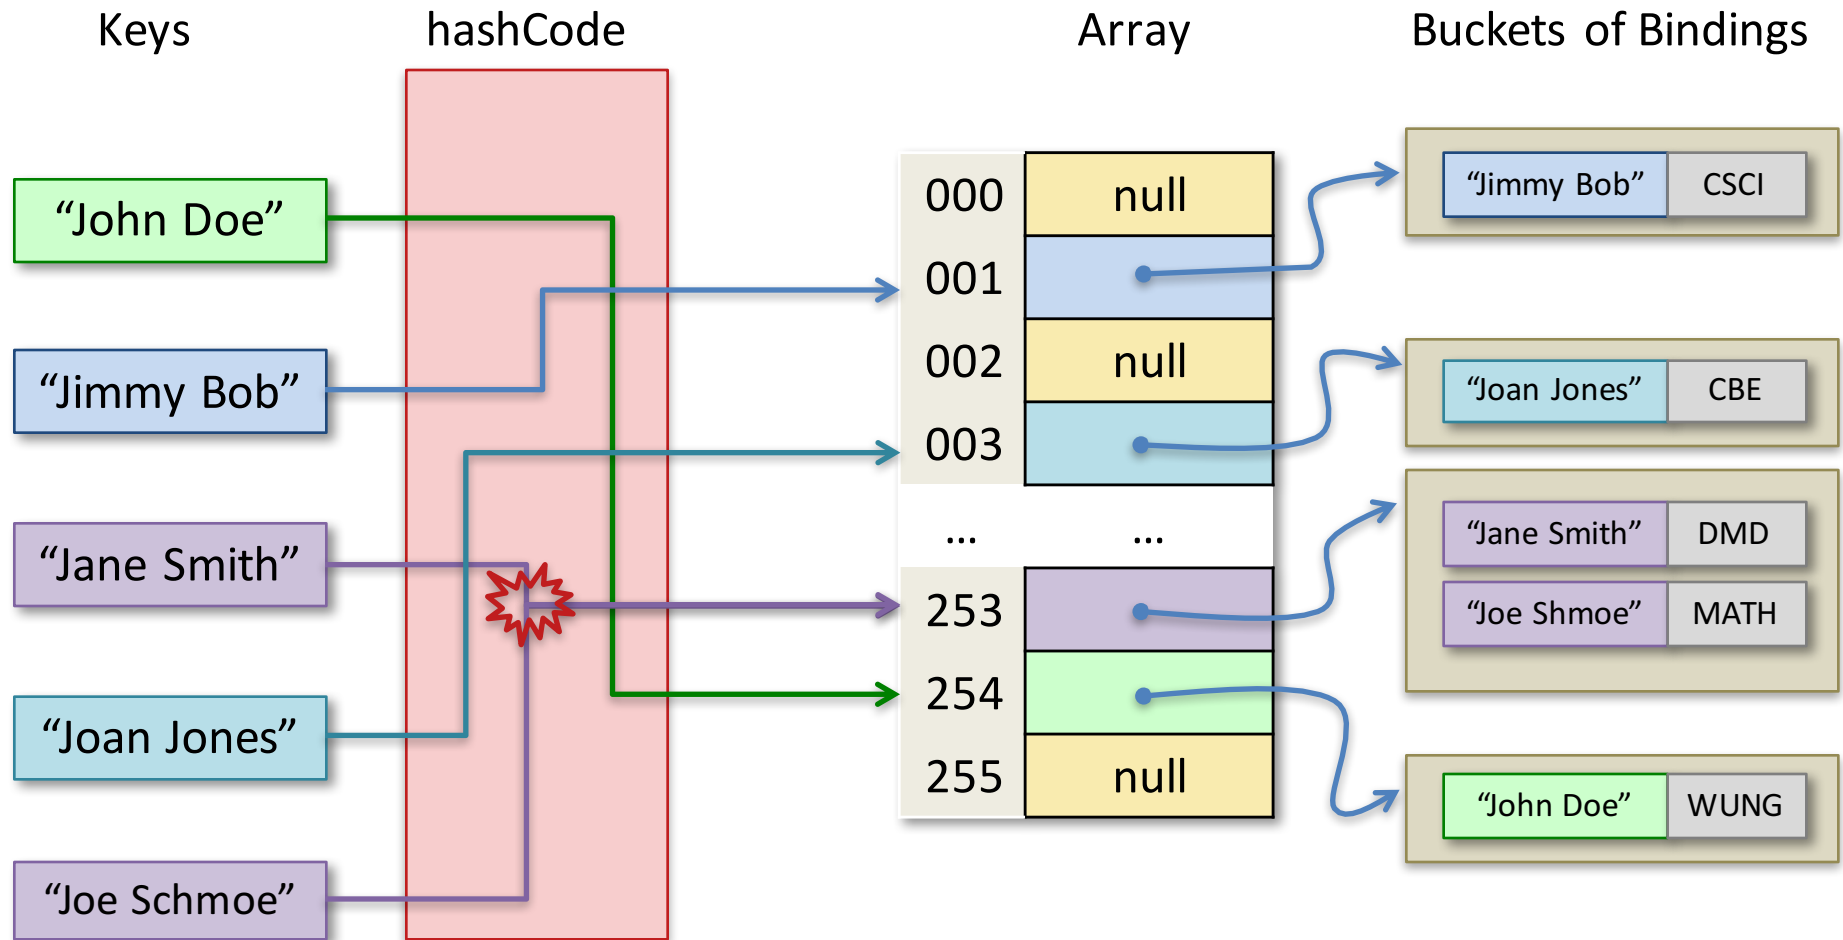 Keys
hashCode
Array
Buckets of Bindings
“John Doe”
“Jimmy Bob”
“Jane Smith”
“Joan Jones”
“Joe Schmoe”
000 null
001
002 null
003
... ...
253
254
255 null
“Jimmy Bob” CSCI
“Joan Jones” CBE
“Jane Smith” DMD
“Joe Shmoe” MATH
“John Doe” WUNG